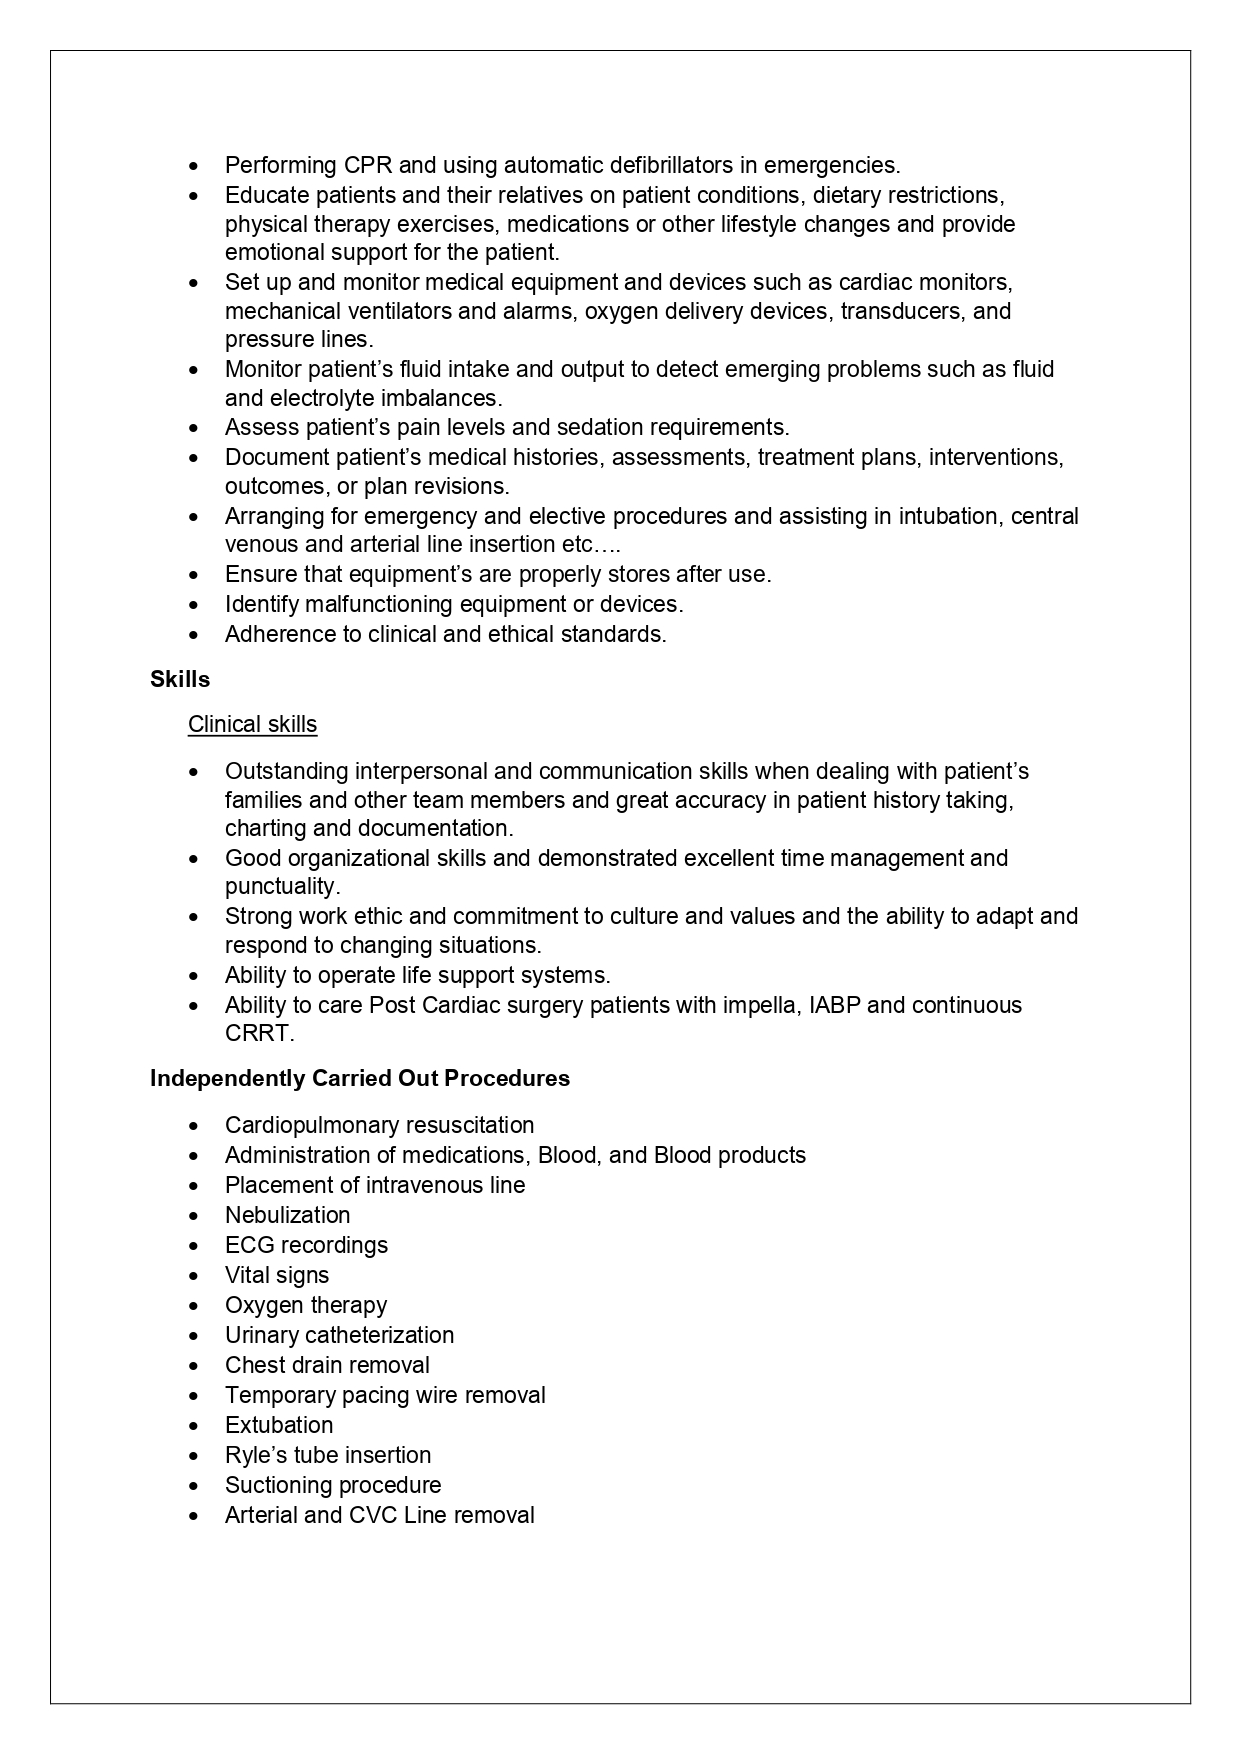 • Performing CPR and using automatic defibrillators in emergencies.
• Educate patients and their relatives on patient conditions, dietary restrictions,
physical therapy exercises, medications or other lifestyle changes and provide
emotional support for the patient.
• Set up and monitor medical equipment and devices such as cardiac monitors,
mechanical ventilators and alarms, oxygen delivery devices, transducers, and
pressure lines.
• Monitor patient’s fluid intake and output to detect emerging problems such as fluid
and electrolyte imbalances.
• Assess patient’s pain levels and sedation requirements.
• Document patient’s medical histories, assessments, treatment plans, interventions,
outcomes, or plan revisions.
• Arranging for emergency and elective procedures and assisting in intubation, central
venous and arterial line insertion etc….
• Ensure that equipment’s are properly stores after use.
• Identify malfunctioning equipment or devices.
• Adherence to clinical and ethical standards.
Skills
Clinical skills
• Outstanding interpersonal and communication skills when dealing with patient’s
families and other team members and great accuracy in patient history taking,
charting and documentation.
• Good organizational skills and demonstrated excellent time management and
punctuality.
• Strong work ethic and commitment to culture and values and the ability to adapt and
respond to changing situations.
• Ability to operate life support systems.
• Ability to care Post Cardiac surgery patients with impella, IABP and continuous
CRRT.
Independently Carried Out Procedures
• Cardiopulmonary resuscitation
• Administration of medications, Blood, and Blood products
• Placement of intravenous line
• Nebulization
• ECG recordings
• Vital signs
• Oxygen therapy
• Urinary catheterization
• Chest drain removal
• Temporary pacing wire removal
• Extubation
• Ryle’s tube insertion
• Suctioning procedure
• Arterial and CVC Line removal